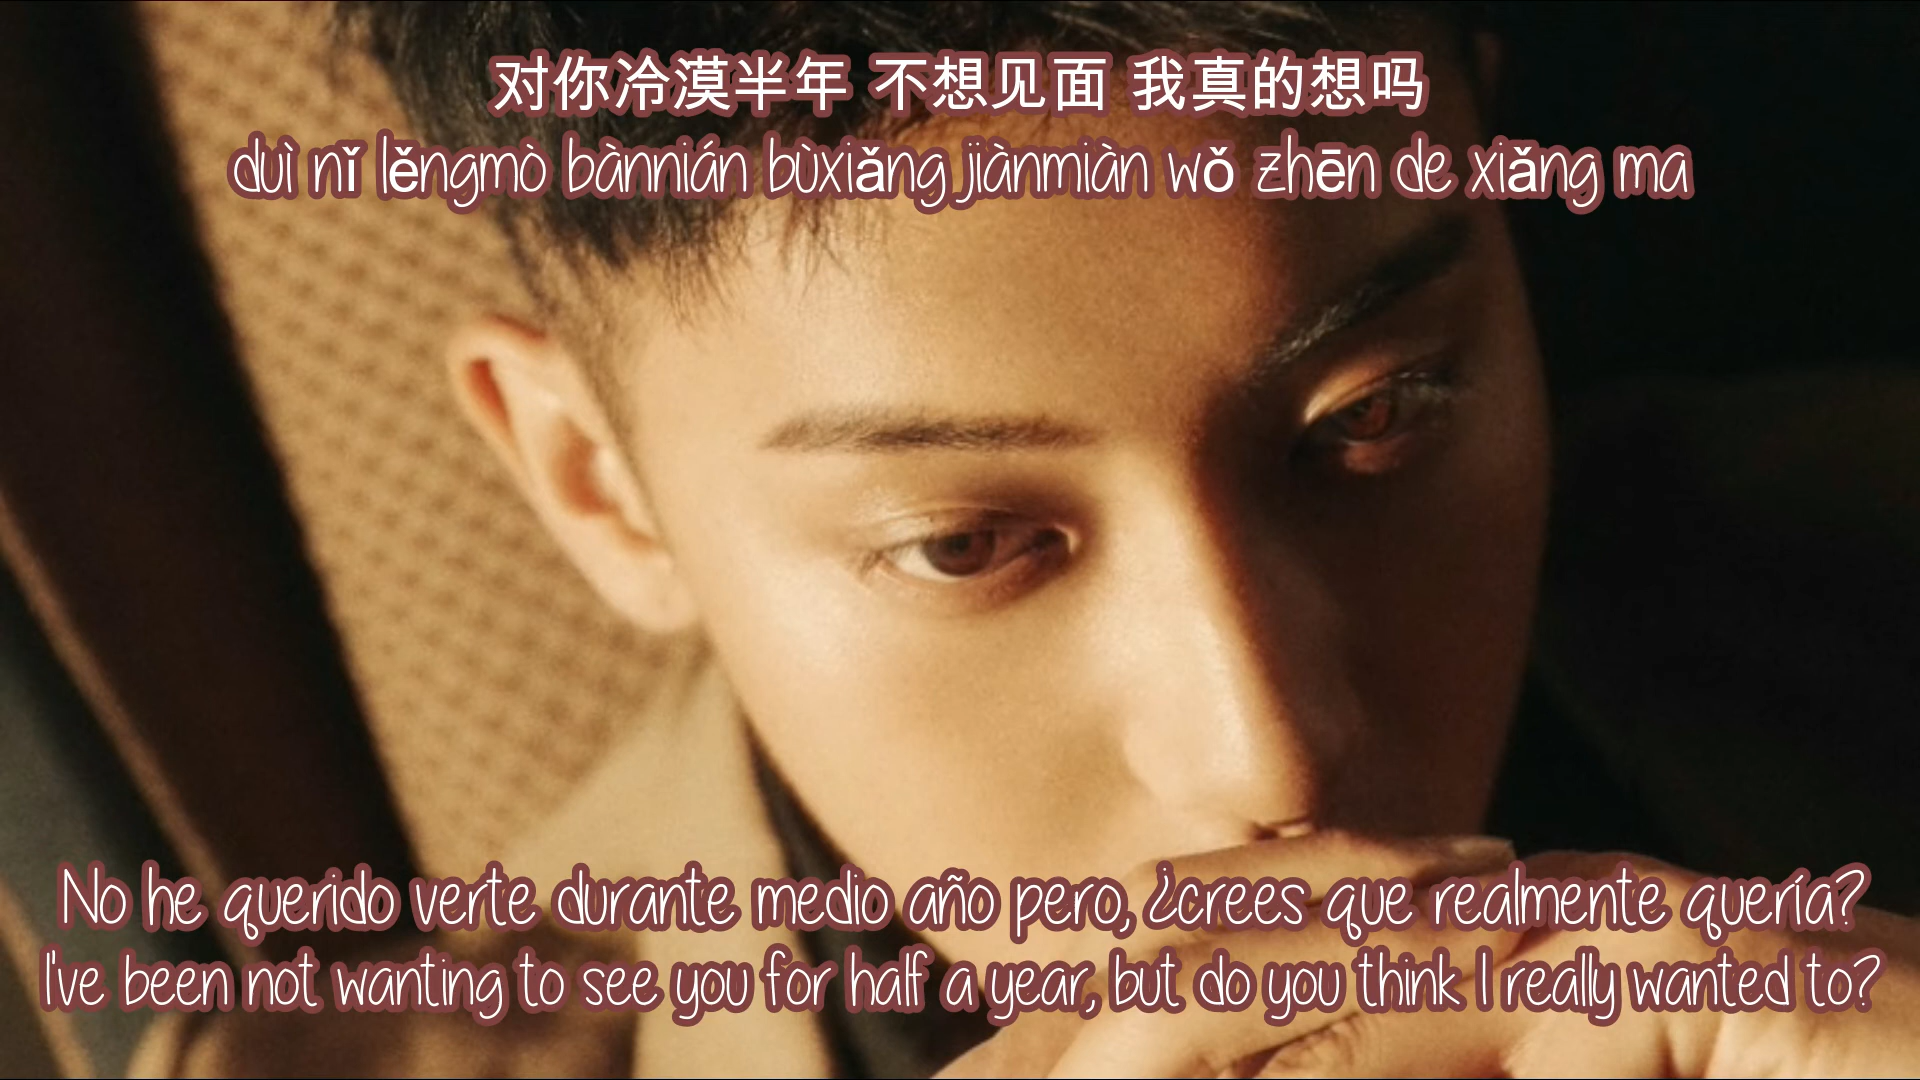 对你冷漠半年 不想见面 我真的想吗
duì nǐ lěngmò bànnián bùxiǎng jiànmiàn wǒ zhēn de xiǎng ma
No he querido verte durante medio año pero, ¿crees que realmente quería?
I've been not wanting to see you for half a year, but do you think I really wanted to?